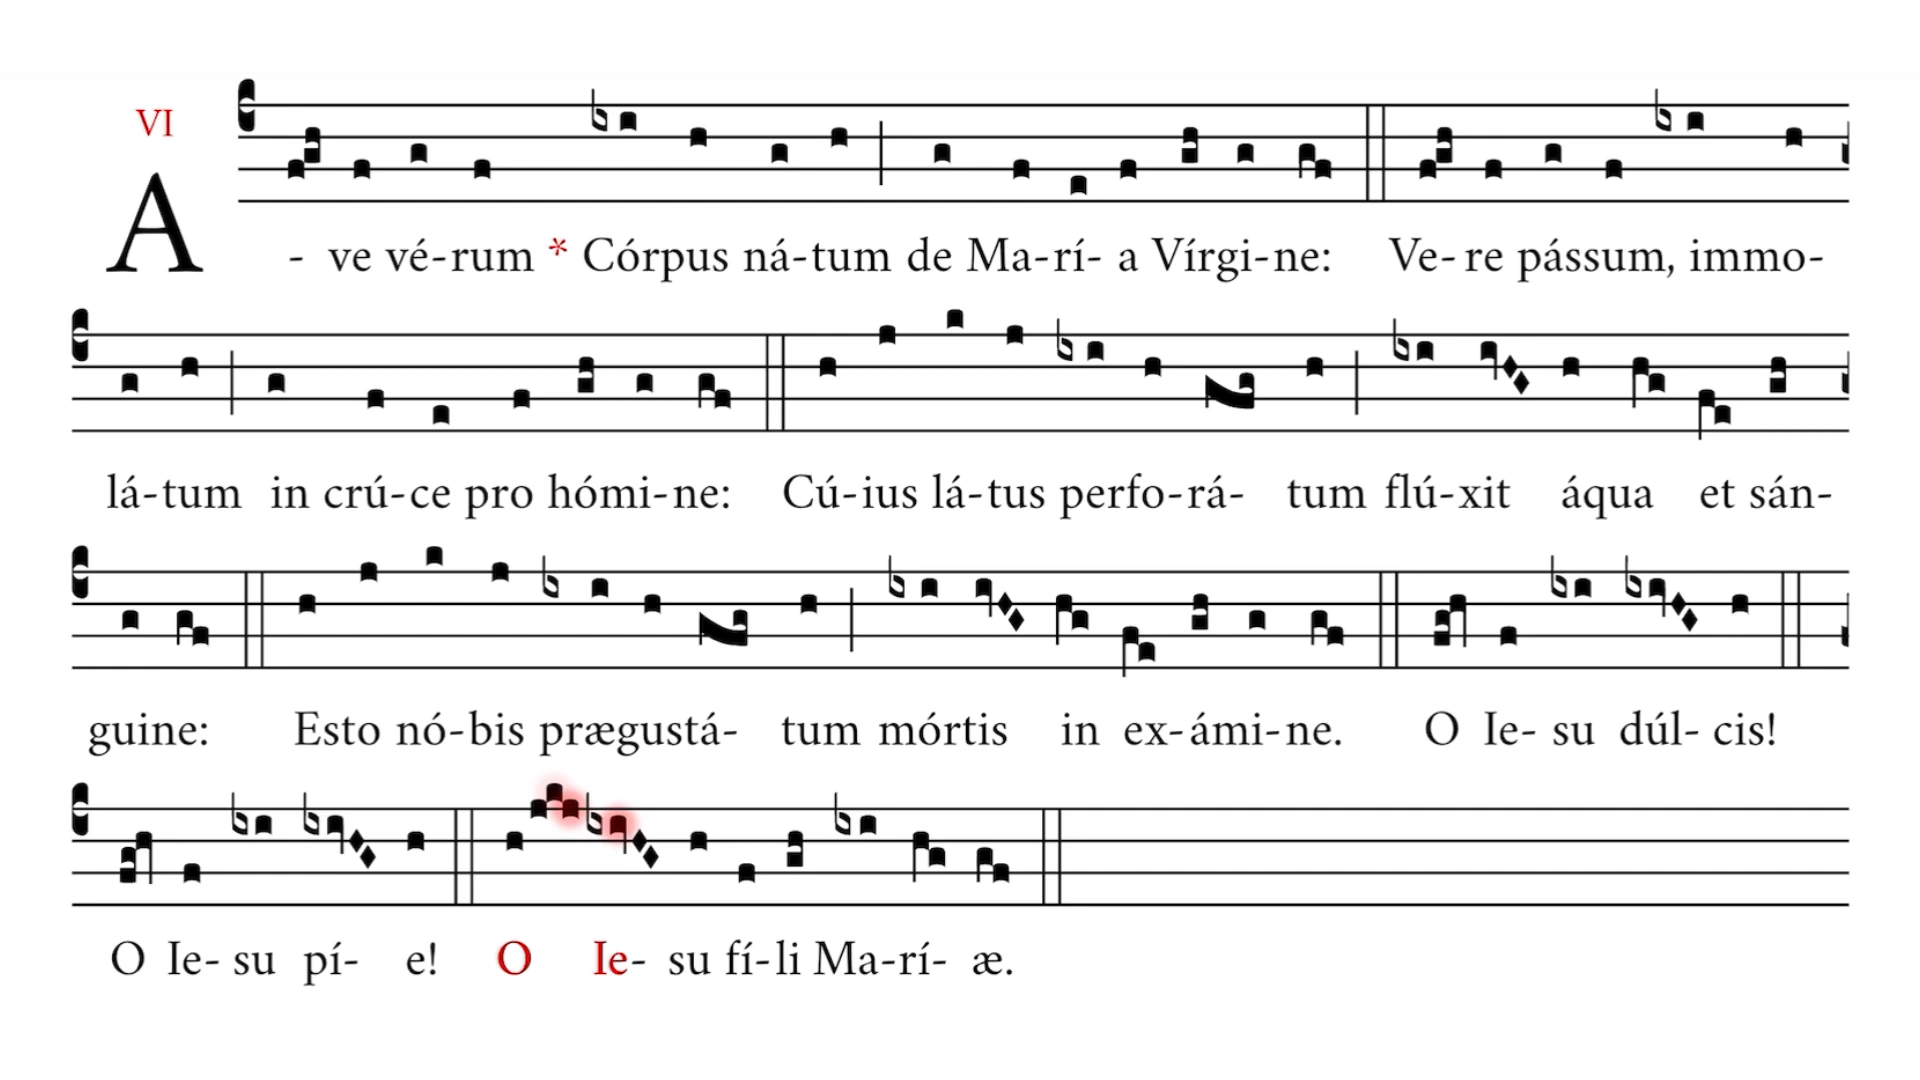 VI
A- ve vé-rum * Córpus ná-tum de Ma-rí- a Vírgi-ne: Ve-re pássum, immo-
lá-tum in crú-ce pro hómi-ne: Cú-ius lá-tus perfo-rá- tum flú-xit áqua et sán-
guine: Esto nó-bis prægustá- tum mórtis in ex-ámi-ne. O Ie- su dúl- cis!
O Ie- su pí- e! O Ie- su fí-li Ma-rí- æ.